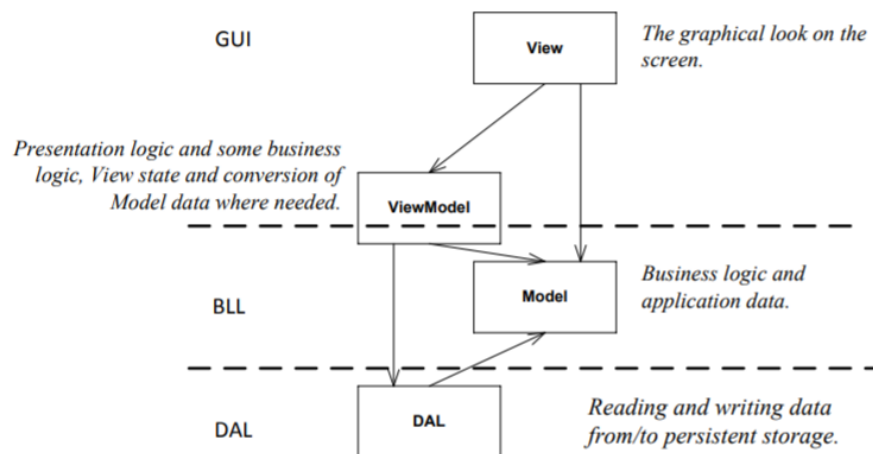 GUI
View
The graphical look on the
screen.
Presentation logic and some business
logic, View state and conversion of
Model data where needed.
ViewModel
BLL
Model
Business logic and
application data.
DAL
DAL
Reading and writing data
from/to persistent storage.